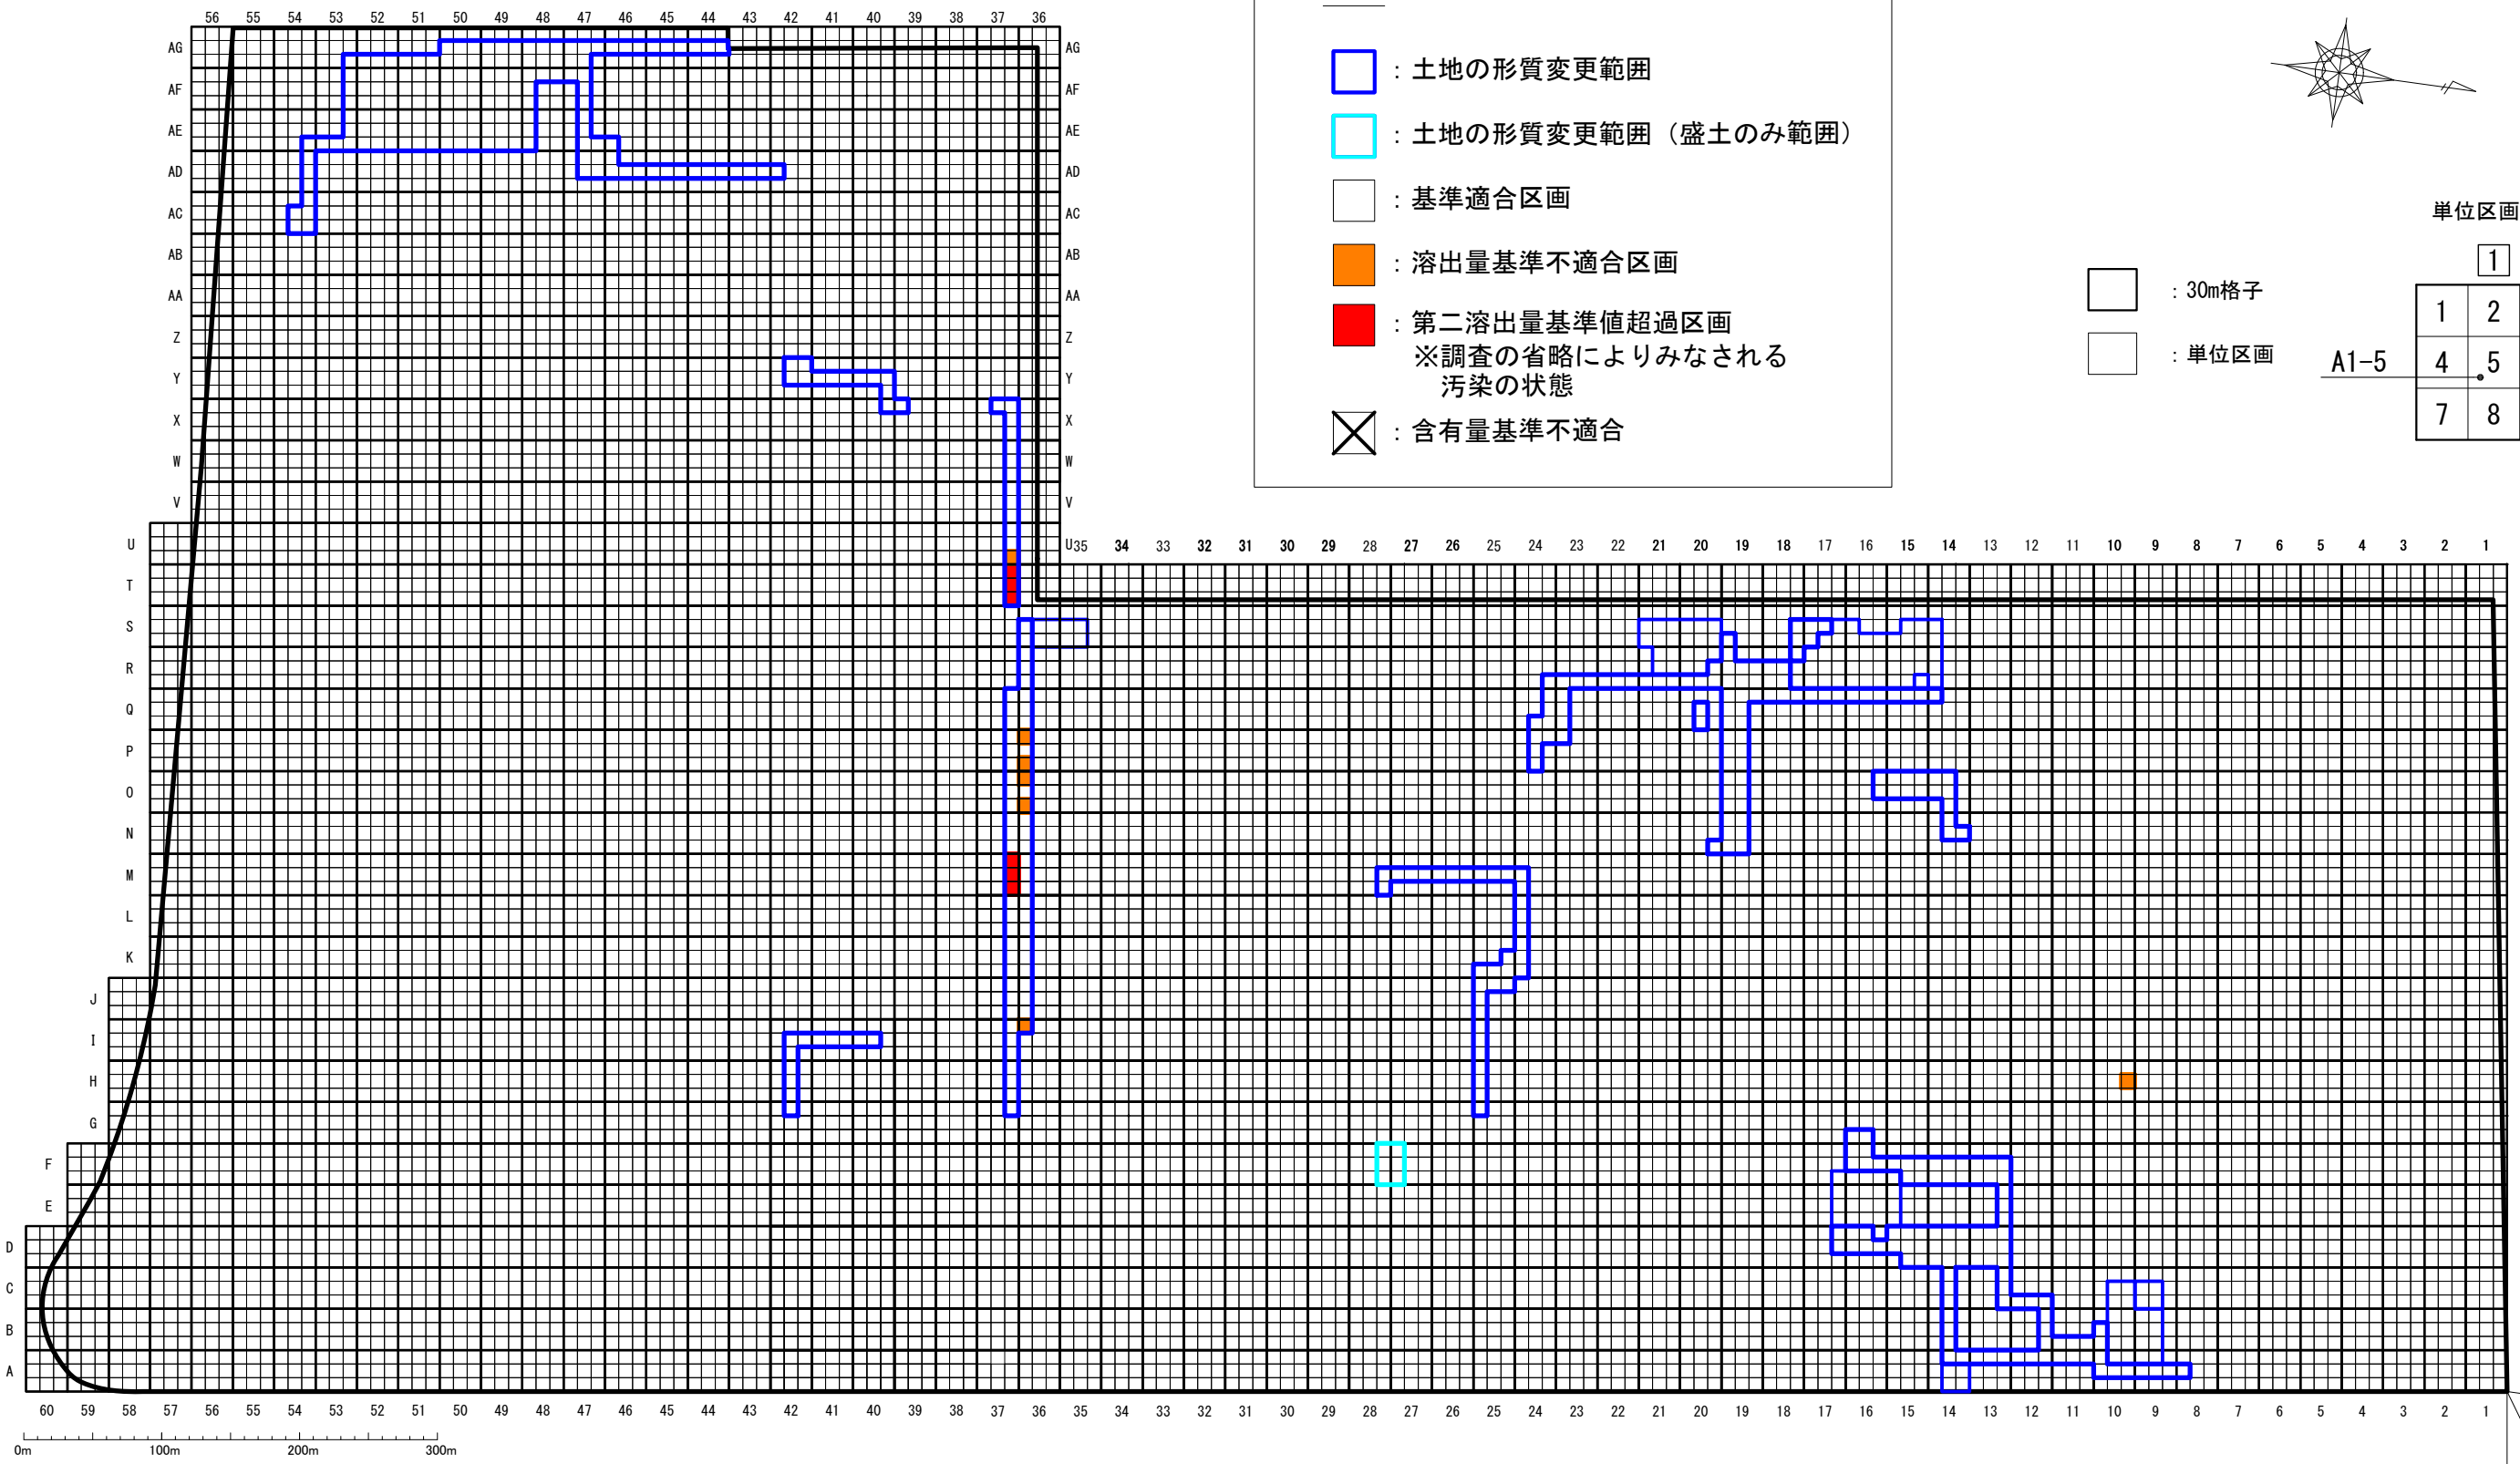 56 55 54 53 52 51 50 49 48 47 46 45 44 43 42 41 40 39 38 37 36
AG AG
AF AF
AE AE
AD AD
AC AC
AB AB
AA AA
Z Z
Y Y
X X
W W
V V
U U 35 34 33 32 31 30 29 28 27 26 25 24 23 22 21 20 19 18 17 16 15 14 13 12 11 10 9 8 7 6 5 4 3 2 1
T
S
R
Q
P
O
N
M
L
K
J
I
H
G
F
E
D
C
B
A
60 59 58 57 56 55 54 53 52 51 50 49 48 47 46 45 44 43 42 41 40 39 38 37 36 35 34 33 32 31 30 29 28 27 26 25 24 23 22 21 20 19 18 17 16 15 14 13 12 11 10 9 8 7 6 5 4 3 2 1
0m 100m 200m 300m
：土地の形質変更範囲
：土地の形質変更範囲（盛土のみ範囲）
：基準適合区画
：溶出量基準不適合区画
：第二溶出量基準値超過区画
※調査の省略によりみなされる
汚染の状態
：含有量基準不適合
：30m格子
：単位区画
単位区画
1
1 2
A1-5 4 5
7 8